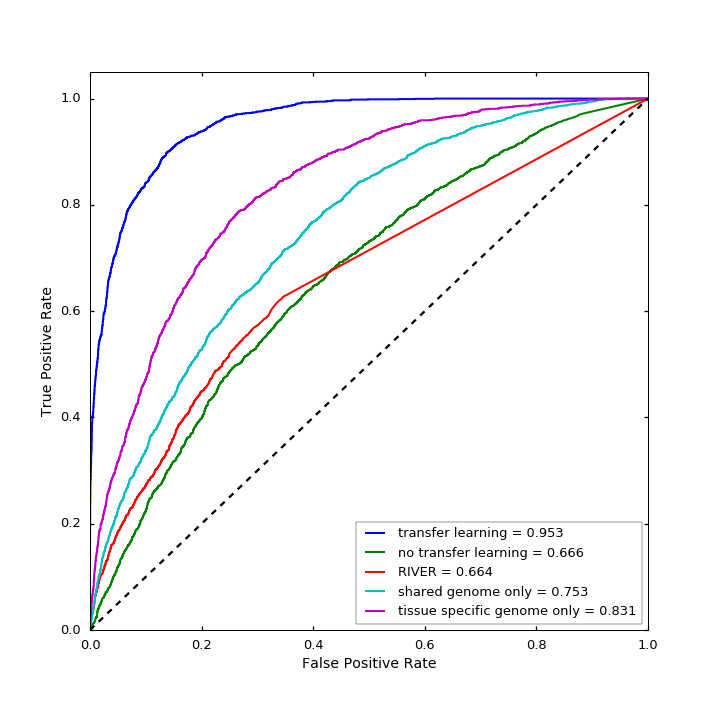 1.0
0.8
0.6
0.4
0.2
0.0
True Positive Rate
transfer learning = 0.953
no transfer learning = 0.666
RIVER = 0.664
shared genome only = 0.753
tissue specific genome only = 0.831
0.0 0.2 0.4 0.6 0.8 1.0
False Positive Rate